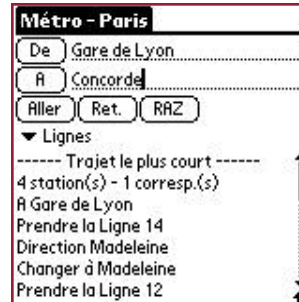 Métro - Paris
De Gare de Lyon
A Concorde
Aller Ret. RAZ
Lignes
------ Trajet le plus court ------
4 station(s) - 1 corresp.(s)
A Gare de Lyon
Prendre la Ligne 14
Direction Madeleine
Changer à Madeleine
Prendre la Ligne 12